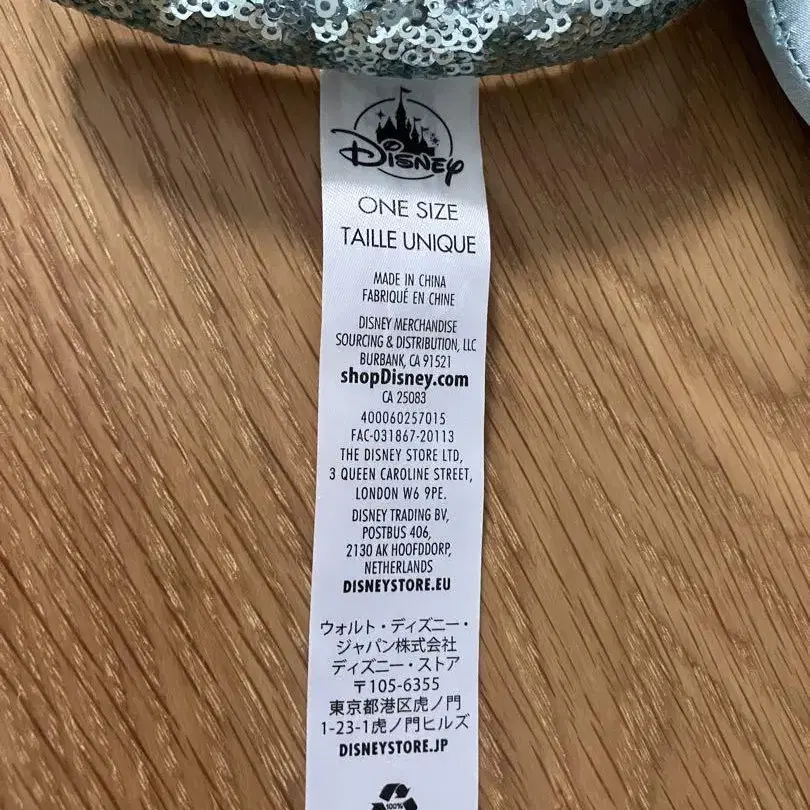 Disney
ONE SIZE
TAILLE UNIQUE
MADE IN CHINA
FABRIQUÉ EN CHINE
DISNEY MERCHANDISE
SOURCING & DISTRIBUTION, LLC
BURBANK, CA 91521
shopDisney.com
CA 25083
400060257015
FAC-031867-20113
THE DISNEY STORE LTD,
3 QUEEN CAROLINE STREET,
LONDON W6 9PE.
DISNEY TRADING BV,
POSTBUS 406,
2130 AK HOOFDDORP,
NETHERLANDS
DISNEYSTORE.EU
ウォルト・ディズニー・
ジャパン株式会社
ディズニー・ストア
〒105-6355
東京都港区虎ノ門
1-23-1虎ノ門ヒルズ
DISNEYSTORE.JP
100%